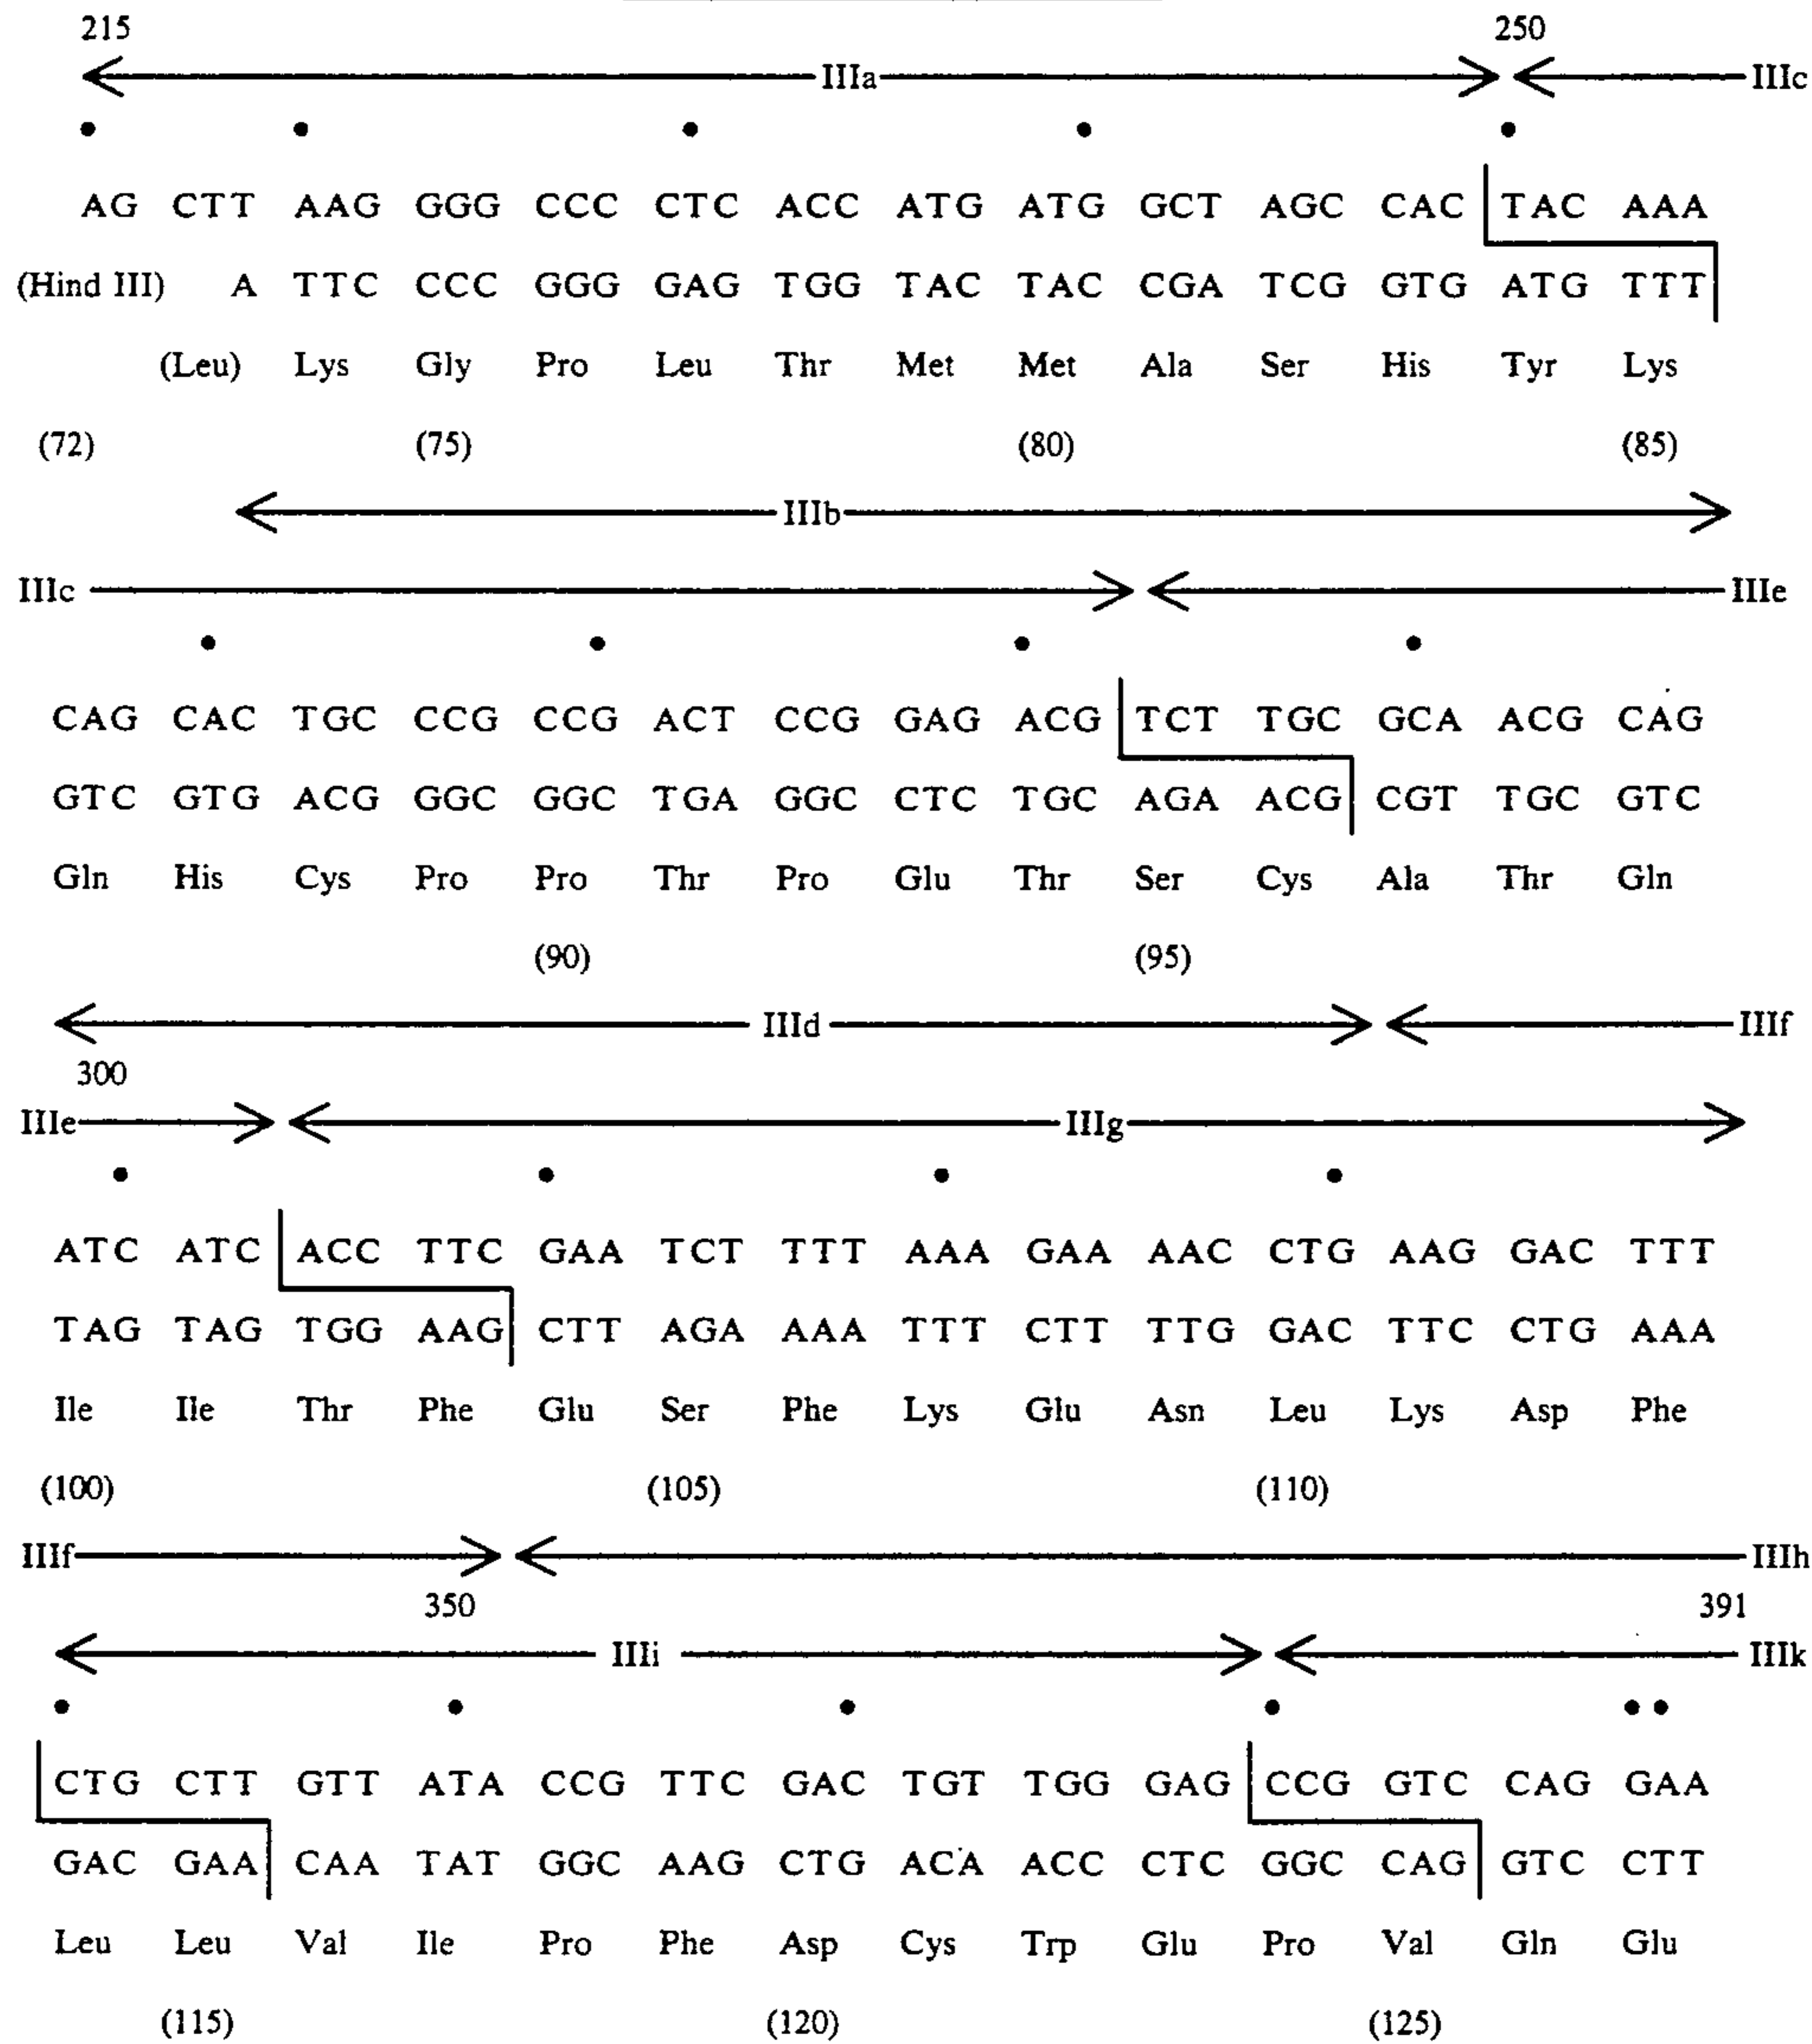 215 250
IIIa IIIc
AG CTT AAG GGG CCC CTC ACC ATG ATG GCT AGC CAC TAC AAA
(Hind III) A TTC CCC GGG GAG TGG TAC TAC CGA TCG GTG ATG TTT
(Leu) Lys Gly Pro Leu Thr Met Met Ala Ser His Tyr Lys
(72) (75) (80) (85)
IIIb
IIIc IIIe
CAG CAC TGC CCG CCG ACT CCG GAG ACG TCT TGC GCA ACG CAG
GTC GTG ACG GGC GGC TGA GGC CTC TGC AGA ACG CGT TGC GTC
Gln His Cys Pro Pro Thr Pro Glu Thr Ser Cys Ala Thr Gln
(90) (95)
IIId IIIf
300
IIIe IIIg
ATC ATC ACC TTC GAA TCT TTT AAA GAA AAC CTG AAG GAC TTT
TAG TAG TGG AAG CTT AGA AAA TTT CTT TTG GAC TTC CTG AAA
Ile Ile Thr Phe Glu Ser Phe Lys Glu Asn Leu Lys Asp Phe
(100) (105) (110)
IIIf IIIh
350 391
IIIi IIIk
CTG CTT GTT ATA CCG TTC GAC TGT TGG GAG CCG GTC CAG GAA
GAC GAA CAA TAT GGC AAG CTG ACA ACC CTC GGC CAG GTC CTT
Leu Leu Val Ile Pro Phe Asp Cys Trp Glu Pro Val Gln Glu
(115) (120) (125)